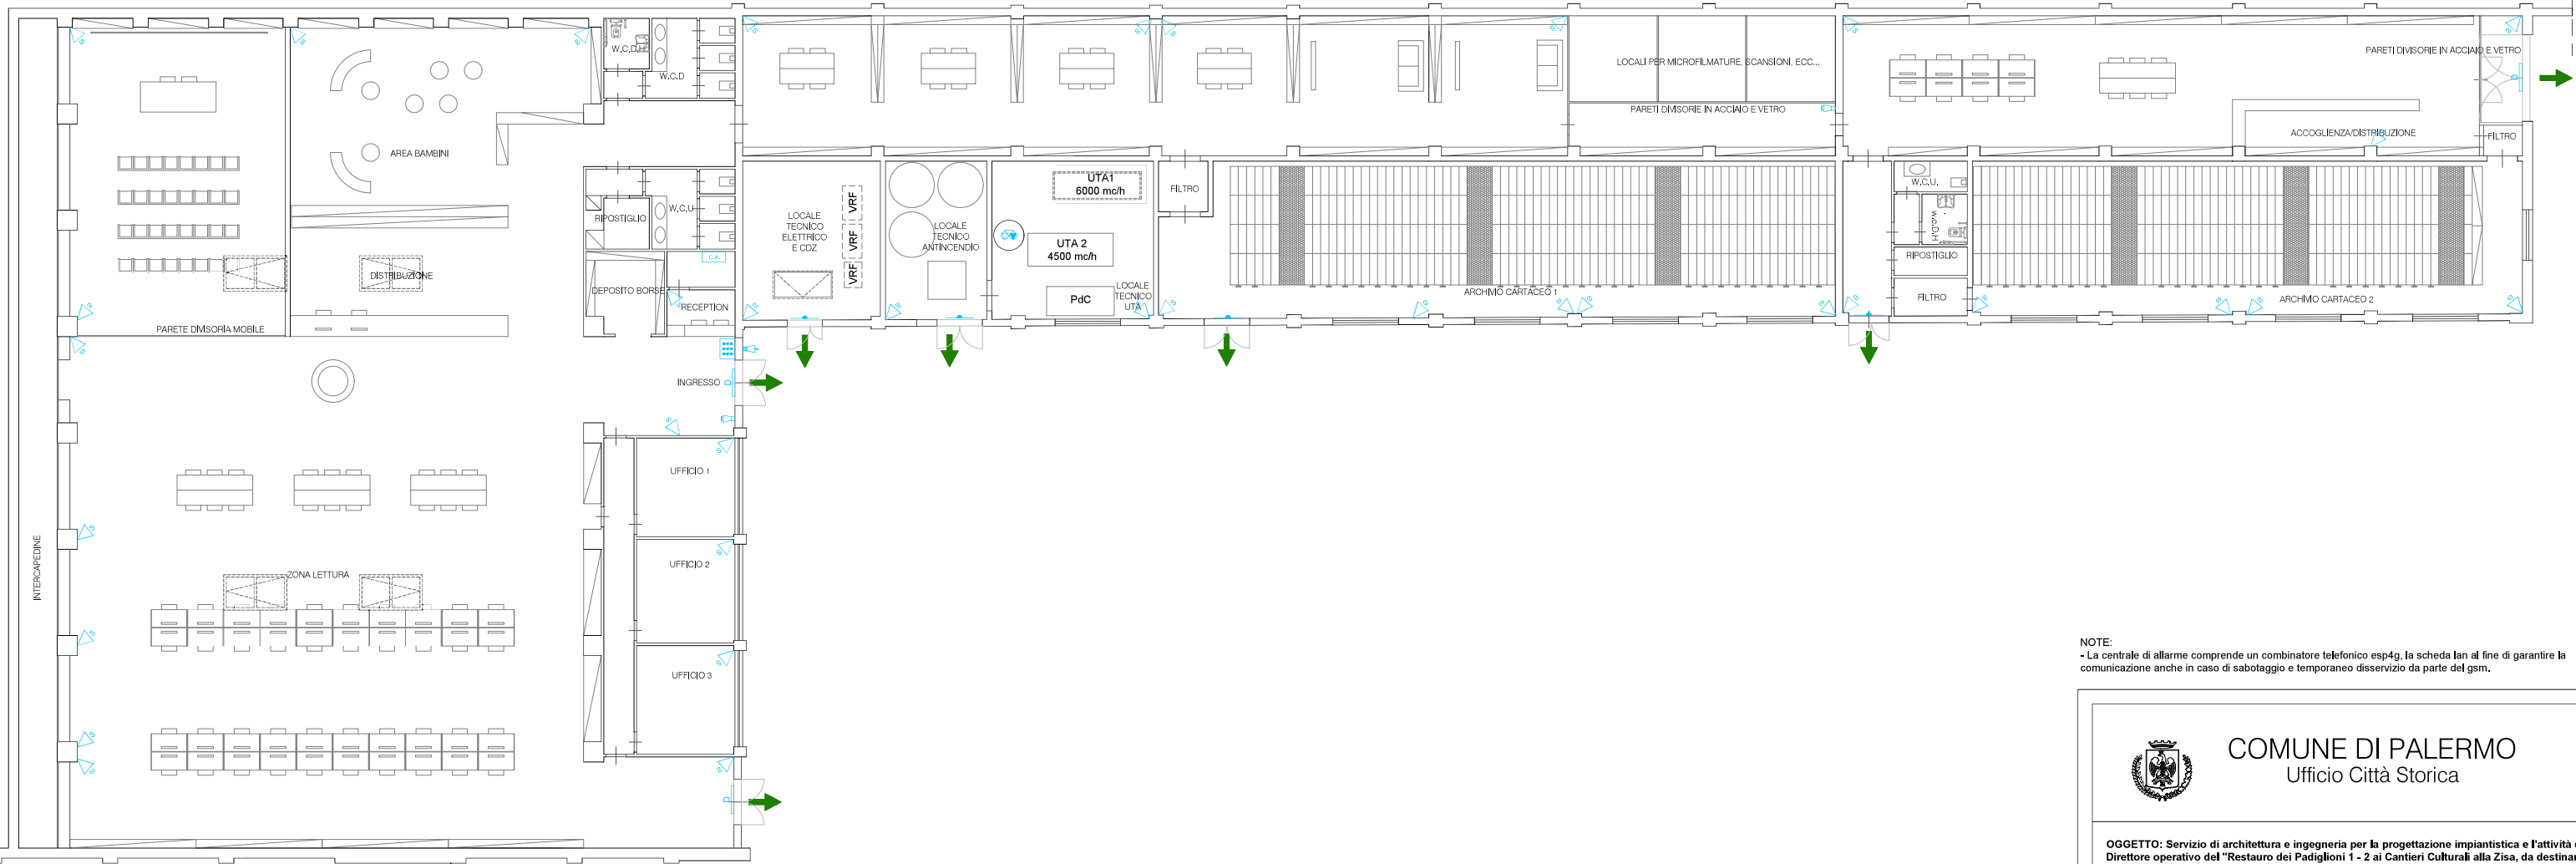 W.C.D.H
W.C.D
AREA BAMBINI
LOCALI PER MICROFILMATURE, SCANSIONI, ECC...
PARETI DIVISORIE IN ACCIAIO E VETRO
PARETI DIVISORIE IN ACCIAIO E VETRO
ACCOGLIENZA/DISTRIBUZIONE
FILTRO
W.C.U
RIPOSTIGLIO
LOCALE
TECNICO
ELETTRICO
E CDZ
VRF
VRF
VRF
LOCALE
TECNICO
ANTINCENDIO
UTA1
6000 mc/h
UTA 2
4500 mc/h
PdC
LOCALE
TECNICO
UTA
FILTRO
ARCHIVIO CARTACEO 1
W.C.U.
W.C.D.H
RIPOSTIGLIO
FILTRO
ARCHIVIO CARTACEO 2
DISTRIBUZIONE
DEPOSITO BORSE
C.A.
RECEPTION
PARETE DIVISORIA MOBILE
INGRESSO
D
D
D
UFFICIO 1
UFFICIO 2
UFFICIO 3
INTERCAPEDINE
ZONA LETTURA
NOTE:
- La centrale di allarme comprende un combinatore telefonico esp4g, la scheda lan al fine di garantire la
comunicazione anche in caso di sabotaggio e temporaneo disservizio da parte del gsm.
COMUNE DI PALERMO
Ufficio Città Storica
OGGETTO: Servizio di architettura e ingegneria per la progettazione impiantistica e l'attività
Direttore operativo del "Restauro dei Padiglioni 1 - 2 ai Cantieri Culturali alla Zisa, da destina